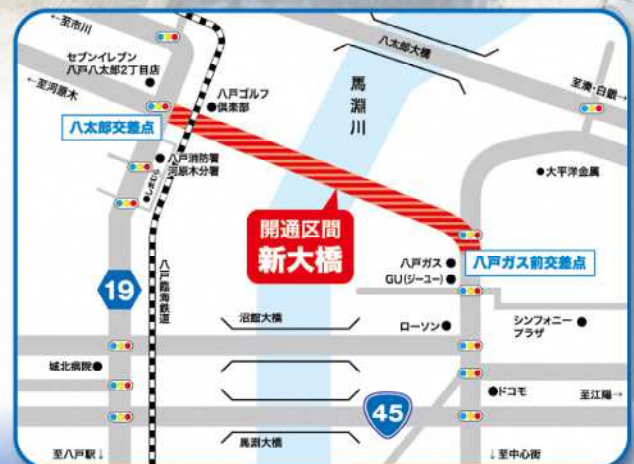 ←至市川
セブンイレブン
八戸八太郎2丁目店
←至河原木
八太郎大橋
馬淵川
至湊・白銀→
八戸ゴルフ
倶楽部
八太郎交差点
八戸消防署
河原木分署
しまむら
大平洋金属
開通区間
新大橋
八戸ガス
GU(ジーユー)
八戸ガス前交差点
19
八戸臨海鉄道
沼館大橋
ローソン
シンフォニー
プラザ
城北病院
ドコモ
至江陽→
45
馬淵大橋
至八戸駅↓
↓至中心街